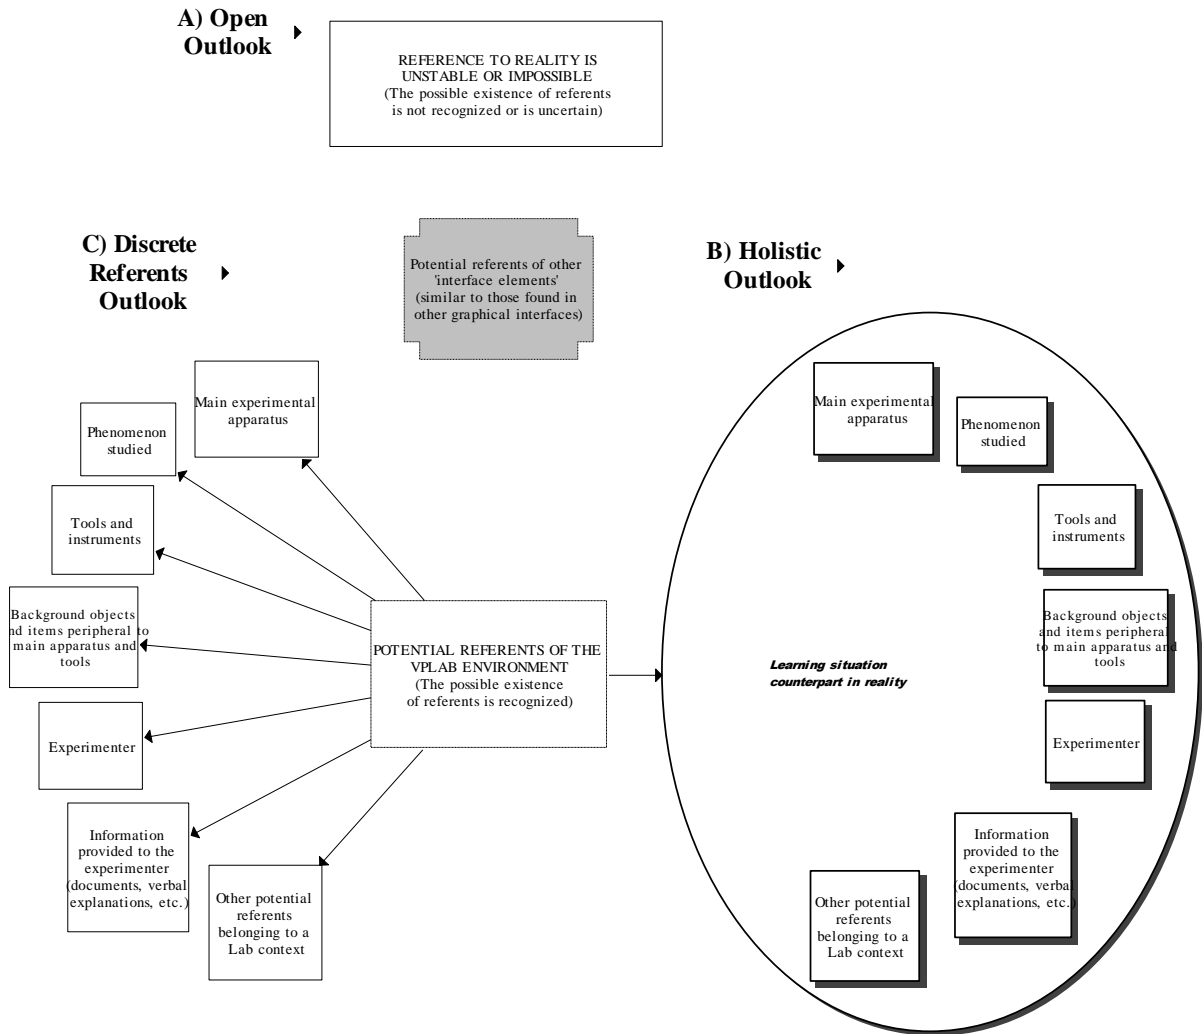 A) Open
Outlook
REFERENCE TO REALITY IS
UNSTABLE OR IMPOSSIBLE
(The possible existence of referents
is not recognized or is uncertain)
C) Discrete
Referents
Outlook
Potential referents of other
'interface elements'
(similar to those found in
other graphical interfaces)
B) Holistic
Outlook
Main experimental
apparatus
Phenomenon
studied
Tools and
instruments
Background objects
nd items peripheral to
main apparatus and
tools
Experimenter
Information
provided to the
experimenter
(documents, verbal
explanations, etc.)
Other potential
referents
belonging to a
Lab context
POTENTIAL REFERENTS OF THE
VPLAB ENVIRONMENT
(The possible existence
of referents is recognized)
Main experimental
apparatus
Phenomenon
studied
Tools and
instruments
Background objects
and items peripheral
to main apparatus and
tools
Learning situation
counterpart in reality
Experimenter
Information
provided to the
experimenter
(documents, verbal
explanations, etc.)
Other potential
referents
belonging to a
Lab context